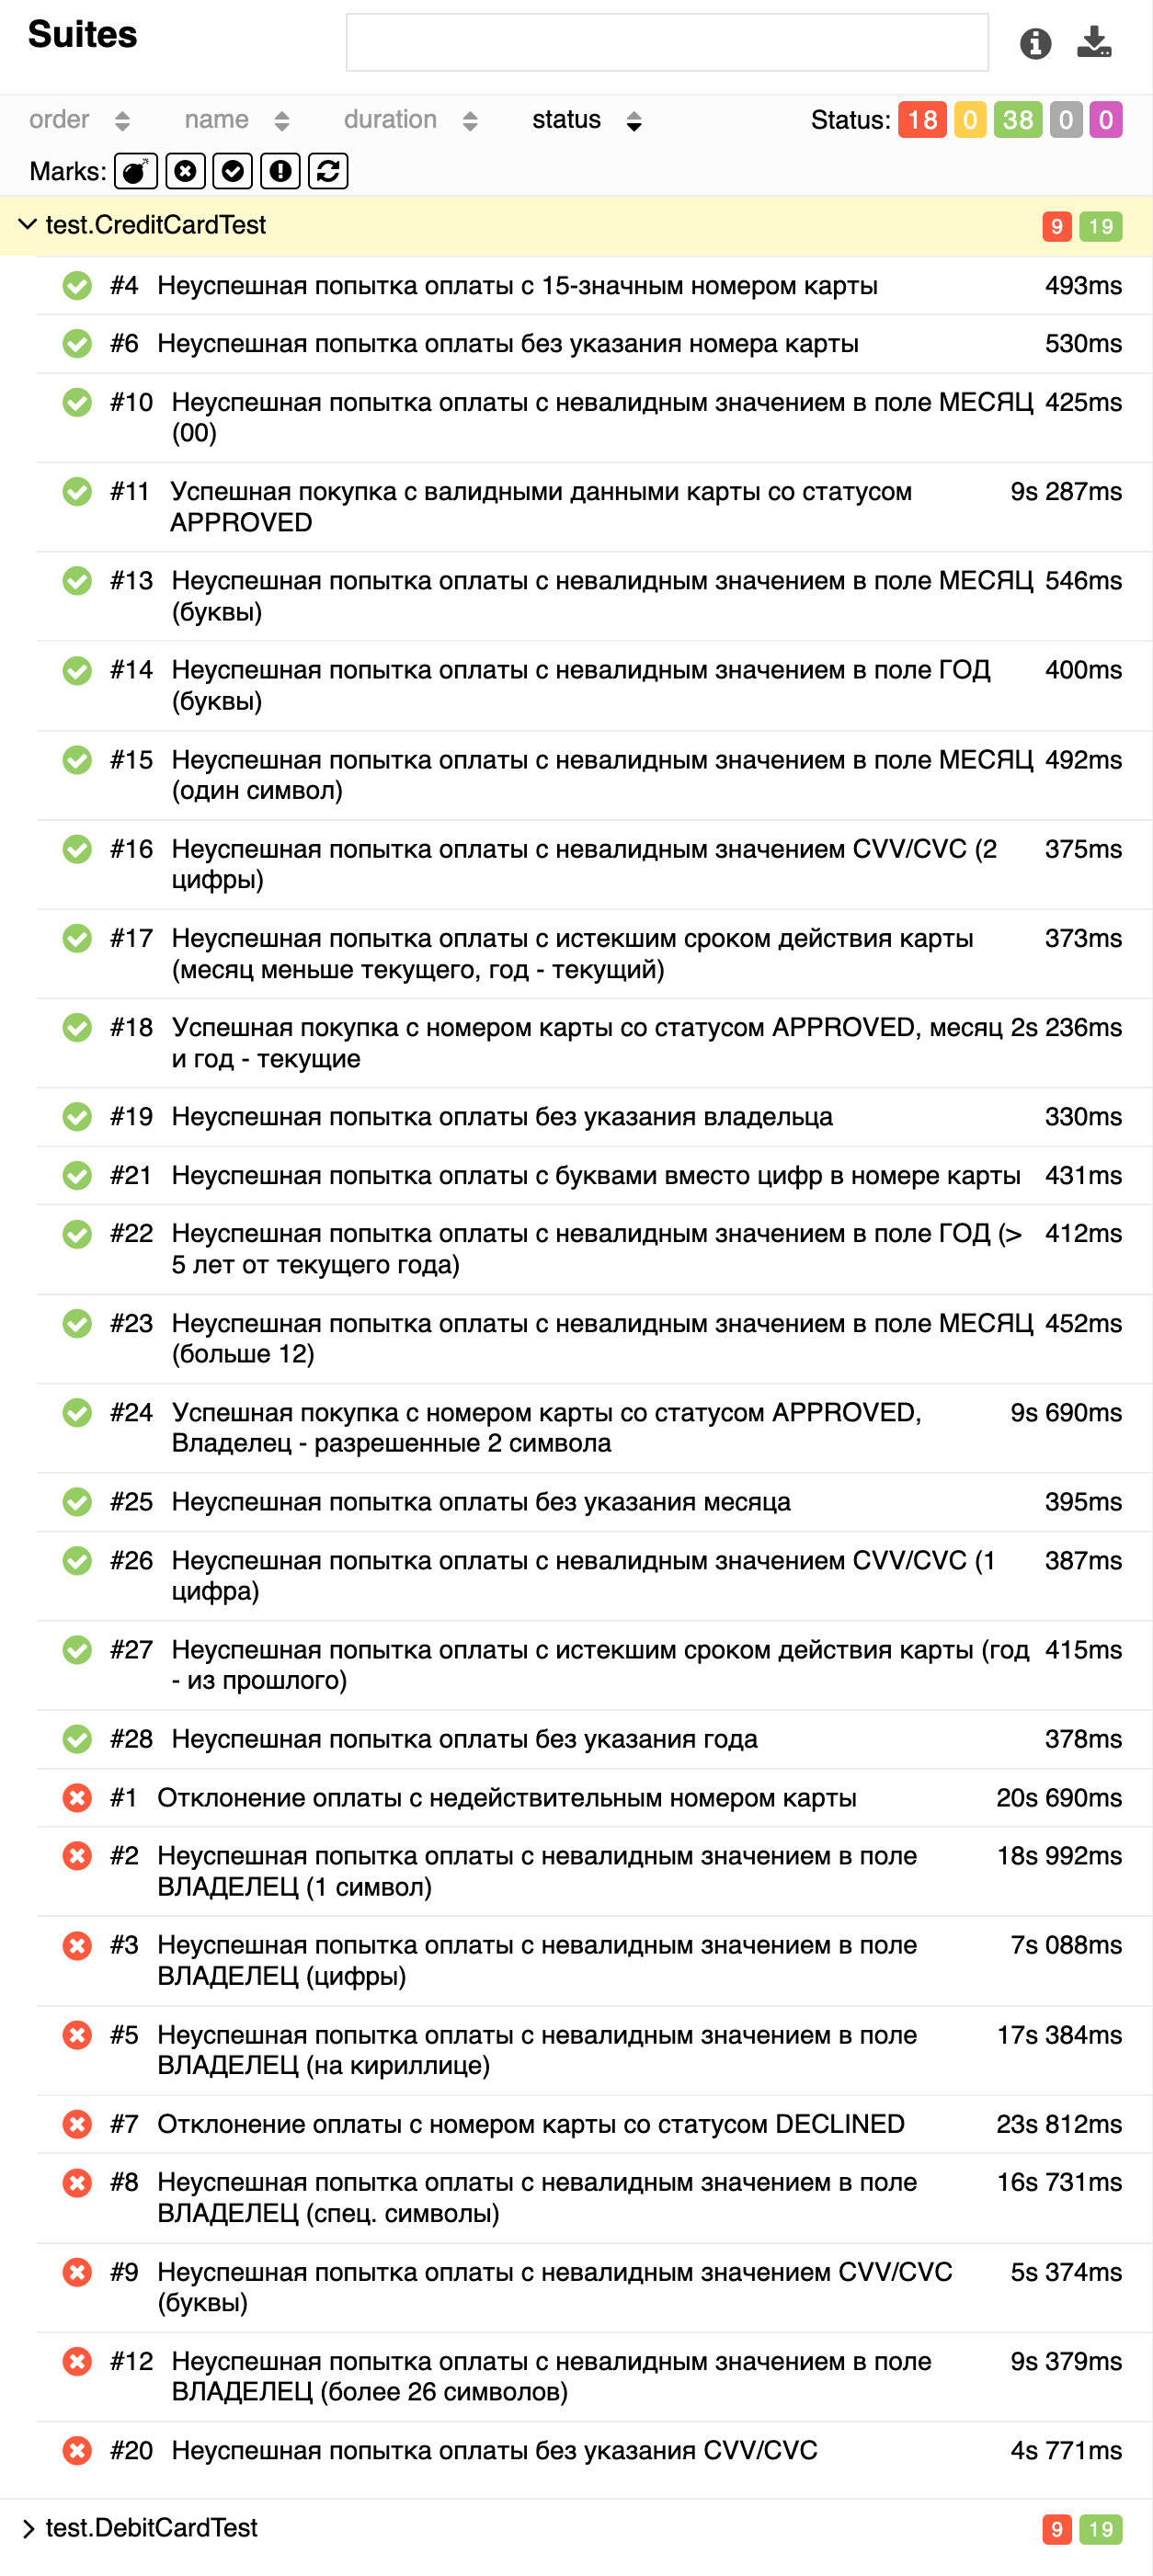 Suites
order name duration status Status: 18 0 38 0 0
Marks:
test.CreditCardTest 9 19
#4 Неуспешная попытка оплаты с 15-значным номером карты 493ms
#6 Неуспешная попытка оплаты без указания номера карты 530ms
#10 Неуспешная попытка оплаты с невалидным значением в поле МЕСЯЦ 425ms
(00)
#11 Успешная покупка с валидными данными карты со статусом 9s 287ms
APPROVED
#13 Неуспешная попытка оплаты с невалидным значением в поле МЕСЯЦ 546ms
(буквы)
#14 Неуспешная попытка оплаты с невалидным значением в поле ГОД 400ms
(буквы)
#15 Неуспешная попытка оплаты с невалидным значением в поле МЕСЯЦ 492ms
(один символ)
#16 Неуспешная попытка оплаты с невалидным значением CVV/CVC (2 375ms
цифры)
#17 Неуспешная попытка оплаты с истекшим сроком действия карты 373ms
(месяц меньше текущего, год - текущий)
#18 Успешная покупка с номером карты со статусом APPROVED, месяц 2s 236ms
и год - текущие
#19 Неуспешная попытка оплаты без указания владельца 330ms
#21 Неуспешная попытка оплаты с буквами вместо цифр в номере карты 431ms
#22 Неуспешная попытка оплаты с невалидным значением в поле ГОД (> 412ms
5 лет от текущего года)
#23 Неуспешная попытка оплаты с невалидным значением в поле МЕСЯЦ 452ms
(больше 12)
#24 Успешная покупка с номером карты со статусом APPROVED, 9s 690ms
Владелец - разрешенные 2 символа
#25 Неуспешная попытка оплаты без указания месяца 395ms
#26 Неуспешная попытка оплаты с невалидным значением CVV/CVC (1 387ms
цифра)
#27 Неуспешная попытка оплаты с истекшим сроком действия карты (год 415ms
- из прошлого)
#28 Неуспешная попытка оплаты без указания года 378ms
#1 Отклонение оплаты с недействительным номером карты 20s 690ms
#2 Неуспешная попытка оплаты с невалидным значением в поле 18s 992ms
ВЛАДЕЛЕЦ (1 символ)
#3 Неуспешная попытка оплаты с невалидным значением в поле 7s 088ms
ВЛАДЕЛЕЦ (цифры)
#5 Неуспешная попытка оплаты с невалидным значением в поле 17s 384ms
ВЛАДЕЛЕЦ (на кириллице)
#7 Отклонение оплаты с номером карты со статусом DECLINED 23s 812ms
#8 Неуспешная попытка оплаты с невалидным значением в поле 16s 731ms
ВЛАДЕЛЕЦ (спец. символы)
#9 Неуспешная попытка оплаты с невалидным значением CVV/CVC 5s 374ms
(буквы)
#12 Неуспешная попытка оплаты с невалидным значением в поле 9s 379ms
ВЛАДЕЛЕЦ (более 26 символов)
#20 Неуспешная попытка оплаты без указания CVV/CVC 4s 771ms
test.DebitCardTest 9 19